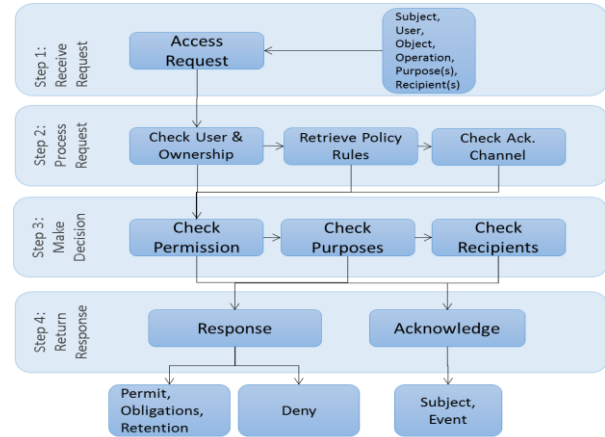 Step 1:
Receive
Request
Access
Request
Subject,
User,
Object,
Operation,
Purpose(s),
Recipient(s)
Step 2:
Process
Request
Check User &
Ownership
Retrieve Policy
Rules
Check Ack.
Channel
Step 3:
Make
Decision
Check
Permission
Check
Purposes
Check
Recipients
Step 4:
Return
Response
Response
Acknowledge
Permit,
Obligations,
Retention
Deny
Subject,
Event